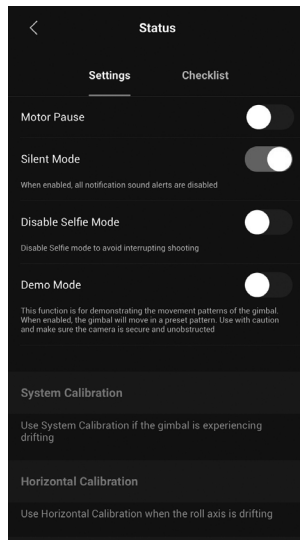 Status
Settings Checklist
Motor Pause
Silent Mode
When enabled, all notification sound alerts are disabled
Disable Selfie Mode
Disable Selfie mode to avoid interrupting shooting
Demo Mode
This function is for demonstrating the movement patterns of the gimbal.
When enabled, the gimbal will move in a preset pattern. Use with caution
and make sure the camera is secure and unobstructed
System Calibration
Use System Calibration if the gimbal is experiencing
drifting
Horizontal Calibration
Use Horizontal Calibration when the roll axis is drifting